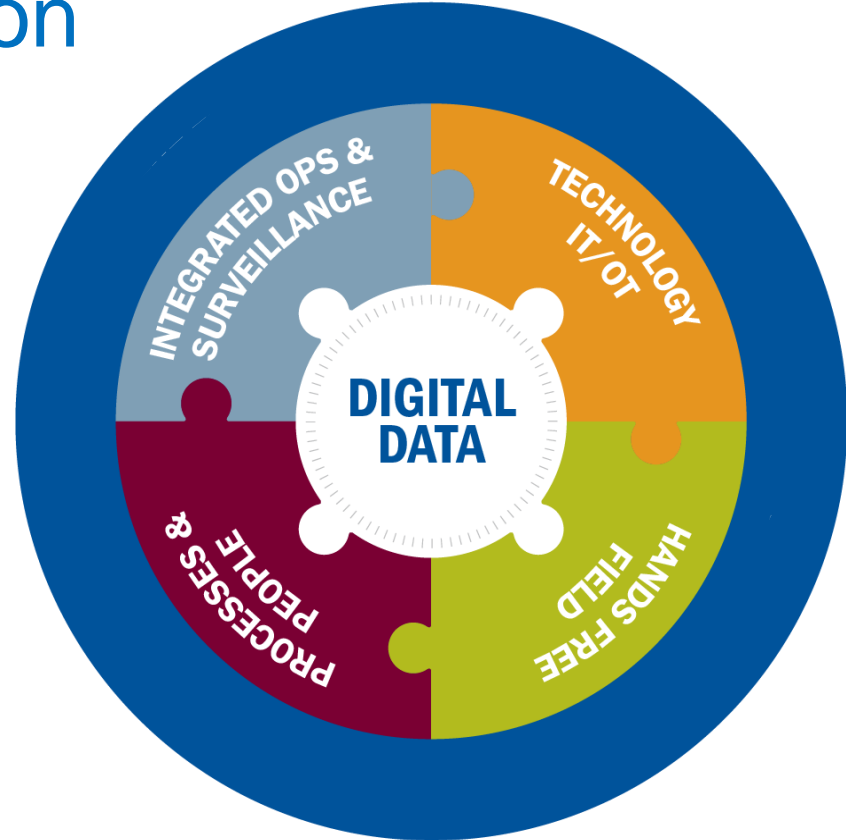 on
INTEGRATED OPS &
SURVEILLANCE
TECHNOLOGY
IT/OT
DIGITAL
DATA
PROCESSES &
PEOPLE
HANDS FREE
FIELD